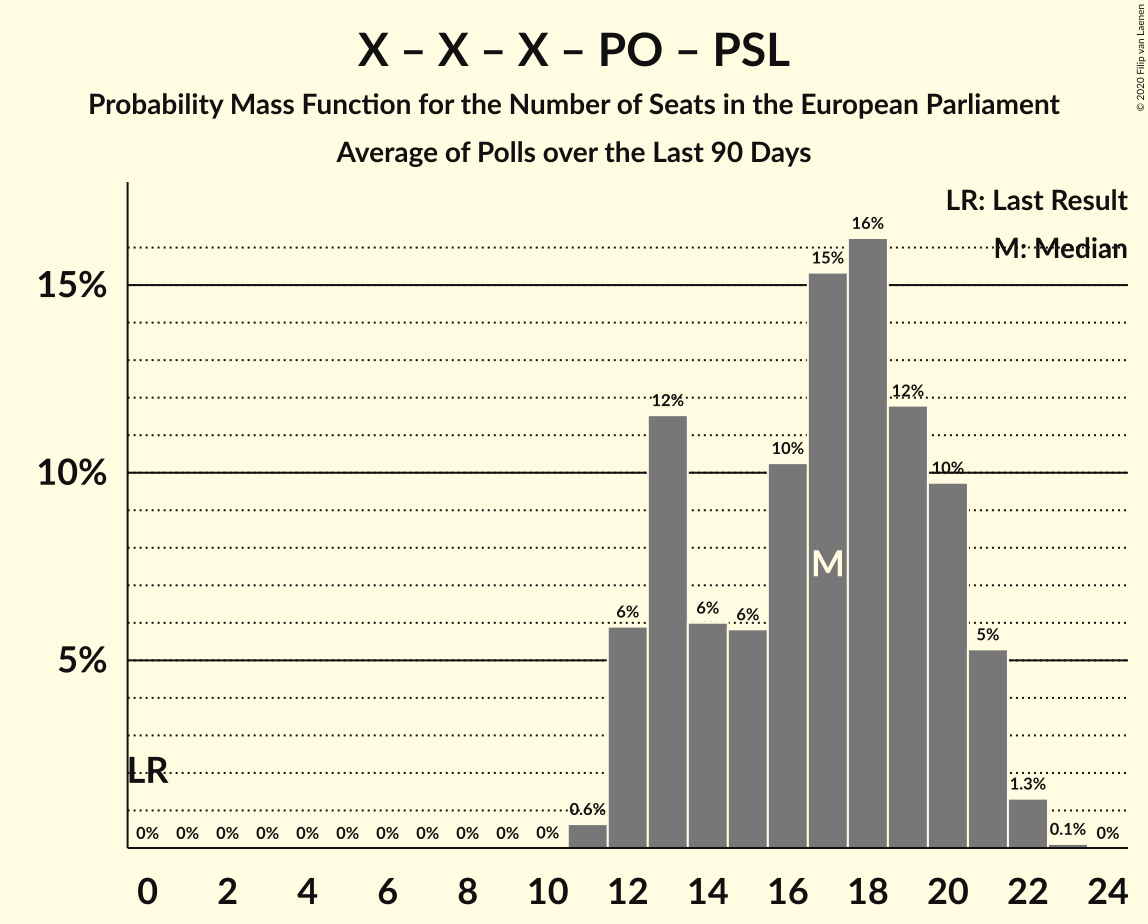 X – X – X – PO – PSL
Probability Mass Function for the Number of Seats in the European Parliament
Average of Polls over the Last 90 Days
© 2020 Filip van Laenen
LR: Last Result
M: Median
15%
10%
5%
LR
M
0% 0% 0% 0% 0% 0% 0% 0% 0% 0% 0% 0.6% 6% 12% 6% 6% 10% 15% 16% 12% 10% 5% 1.3% 0.1% 0%
0 2 4 6 8 10 12 14 16 18 20 22 24